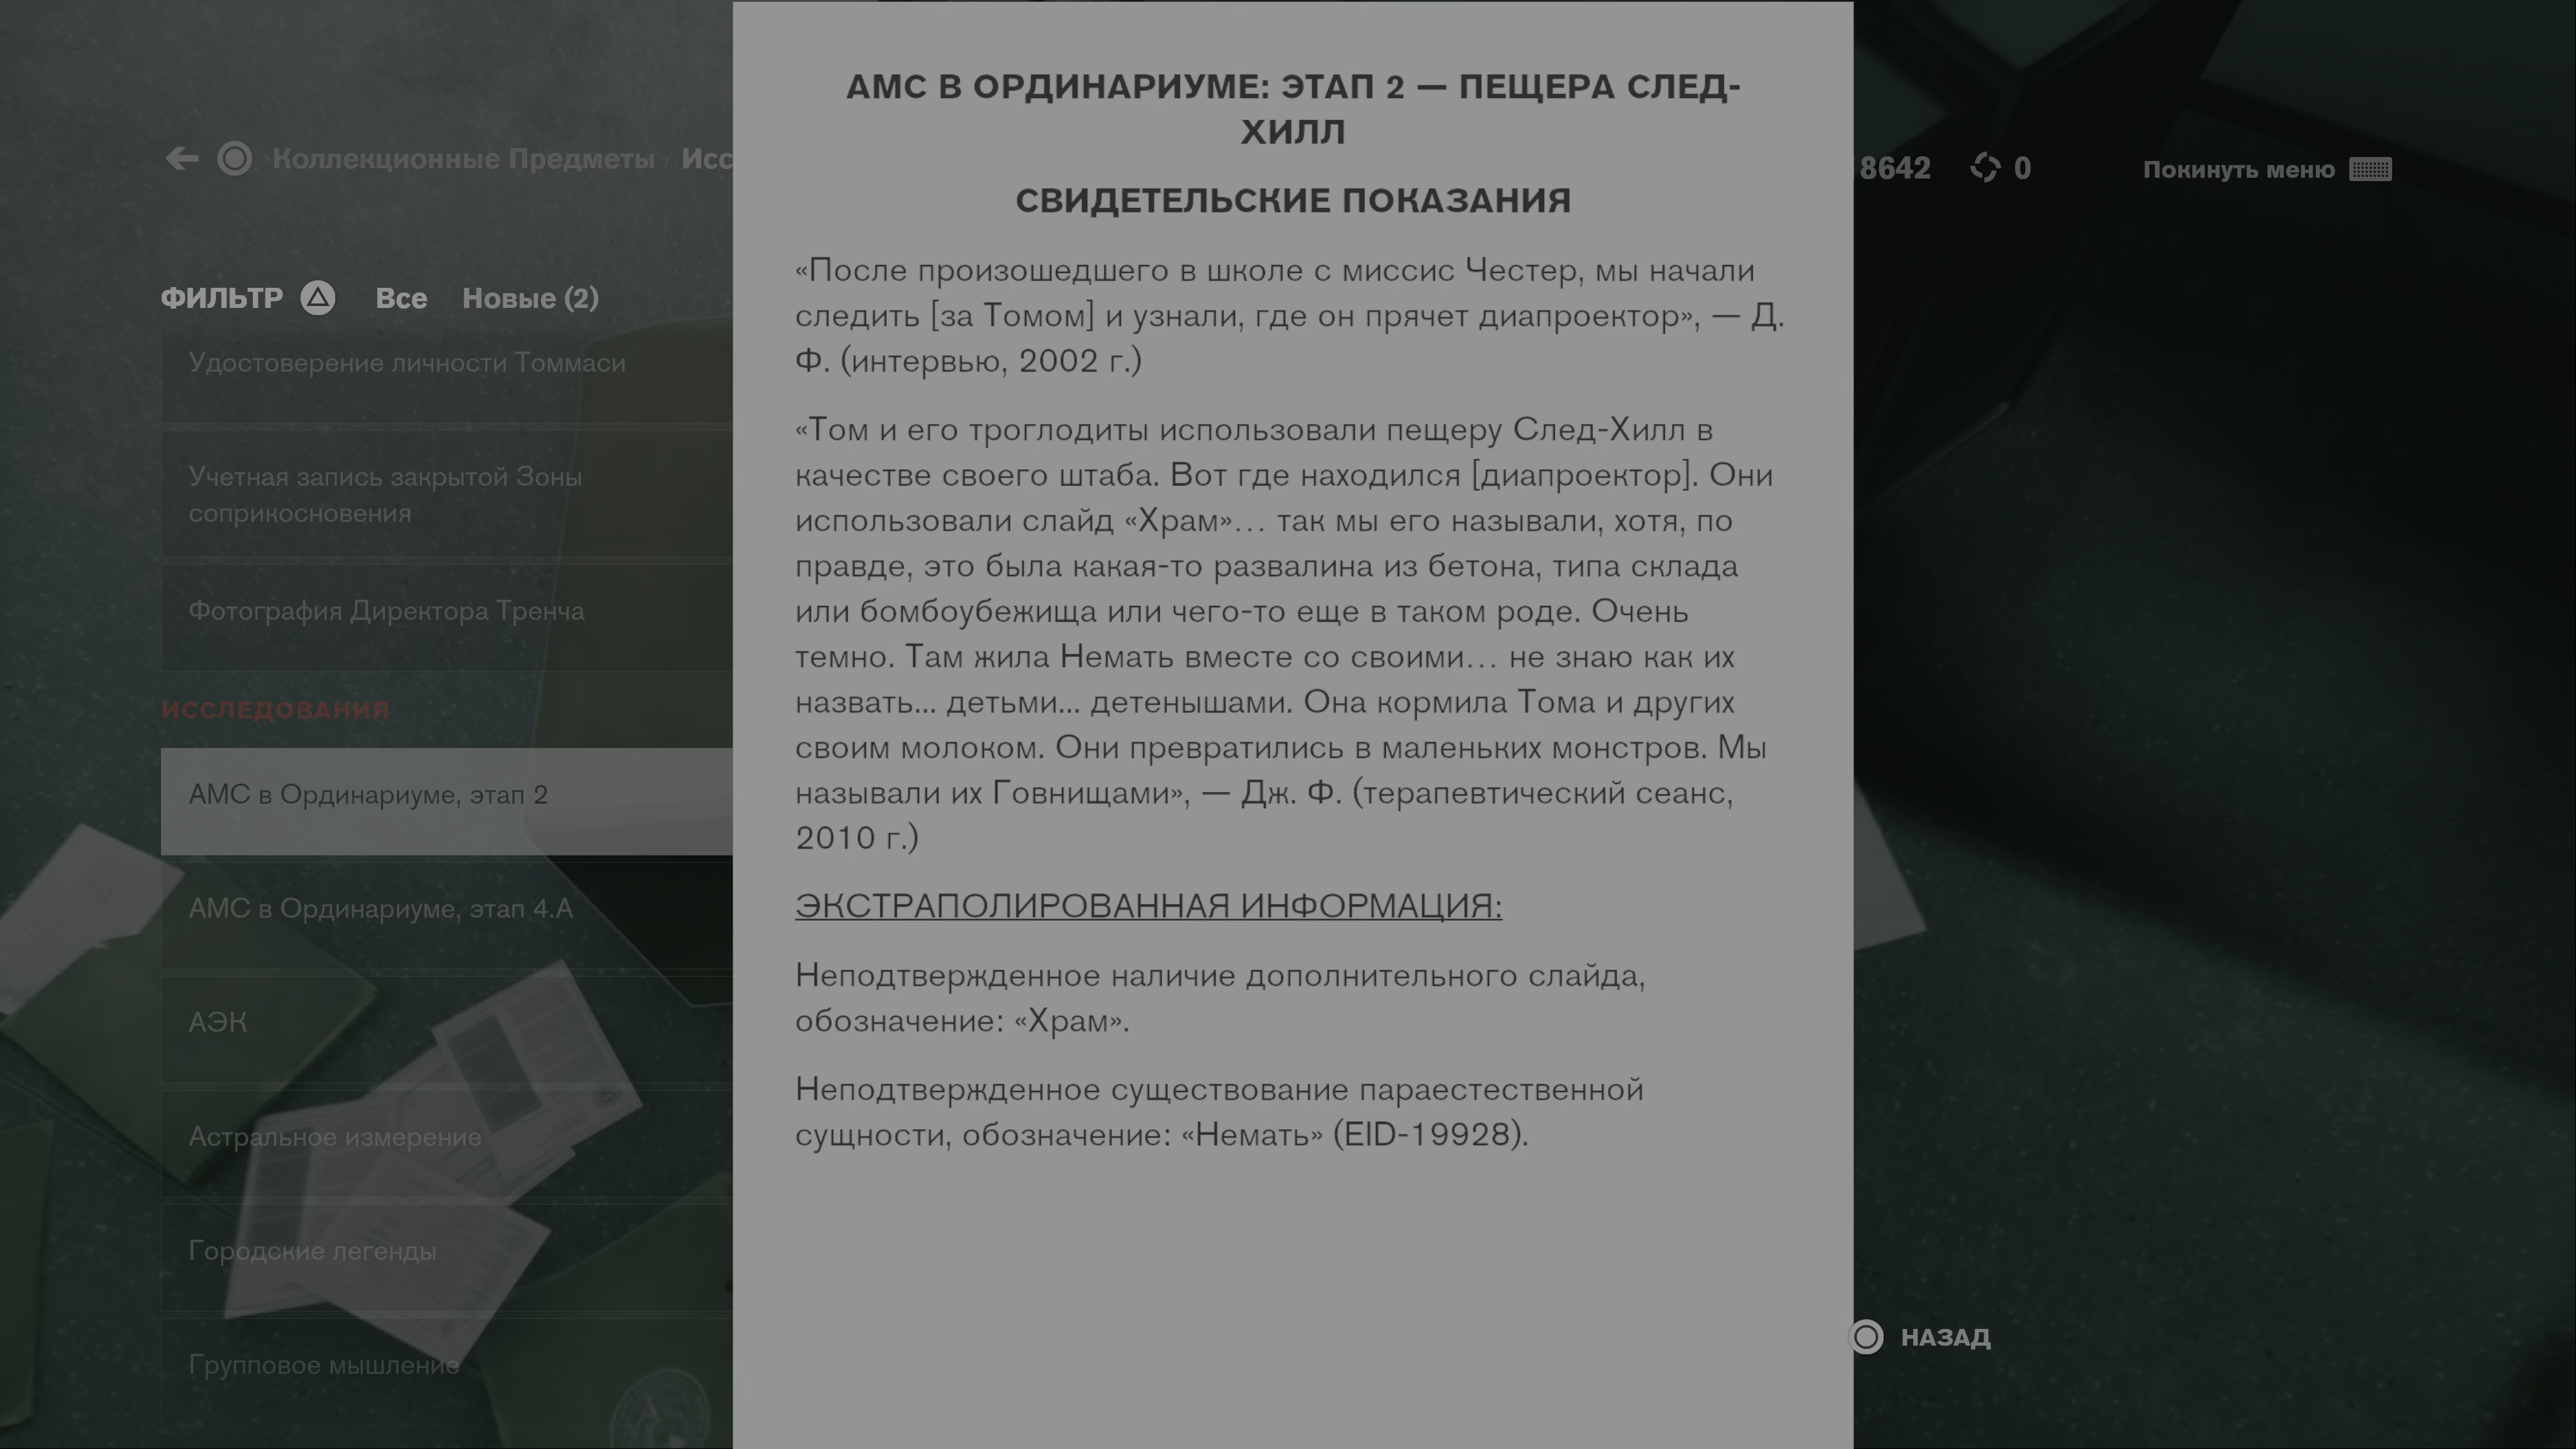 Коллекционные Предметы / Исс
8642
0
Покинуть меню
ФИЛЬТР
Все
Новые (2)
Удостоверение личности Томмаси
Учетная запись закрытой Зоны
соприкосновения
Фотография Директора Тренча
ИССЛЕДОВАНИЯ
АМС в Ординариуме, этап 2
АМС в Ординариуме, этап 4.А
АЭК
Астральное измерение
Городские легенды
Групповое мышление
АМС В ОРДИНАРИУМЕ: ЭТАП 2 — ПЕЩЕРА СЛЕД-
ХИЛЛ
СВИДЕТЕЛЬСКИЕ ПОКАЗАНИЯ
«После произошедшего в школе с миссис Честер, мы начали
следить [за Томом] и узнали, где он прячет диапроектор», — Д.
Ф. (интервью, 2002 г.)
«Том и его троглодиты использовали пещеру След-Хилл в
качестве своего штаба. Вот где находился [диапроектор]. Они
использовали слайд «Храм»... так мы его называли, хотя, по
правде, это была какая-то развалина из бетона, типа склада
или бомбоубежища или чего-то еще в таком роде. Очень
темно. Там жила Немать вместе со своими... не знаю как их
назвать... детьми... детенышами. Она кормила Тома и других
своим молоком. Они превратились в маленьких монстров. Мы
называли их Говнищами», — Дж. Ф. (терапевтический сеанс,
2010 г.)
ЭКСТРАПОЛИРОВАННАЯ ИНФОРМАЦИЯ:
Неподтвержденное наличие дополнительного слайда,
обозначение: «Храм».
Неподтвержденное существование параестественной
сущности, обозначение: «Немать» (EID-19928).
НАЗАД